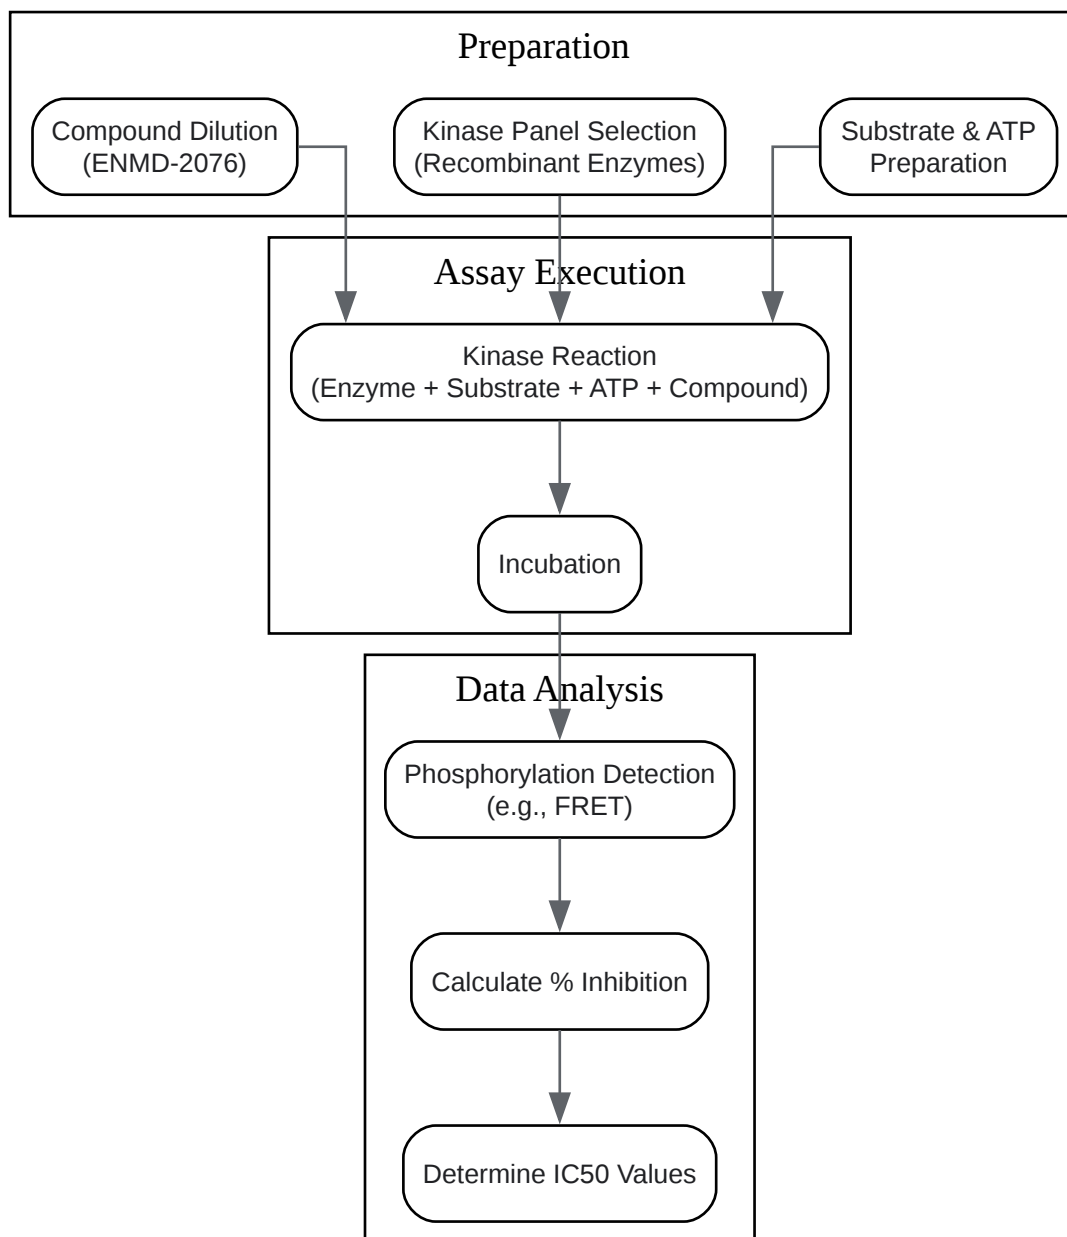 Preparation
Compound Dilution
(ENMD-2076)
Kinase Panel Selection
(Recombinant Enzymes)
Substrate & ATP
Preparation
Assay Execution
Kinase Reaction
(Enzyme + Substrate + ATP + Compound)
Incubation
Data Analysis
Phosphorylation Detection
(e.g., FRET)
Calculate % Inhibition
Determine IC50 Values